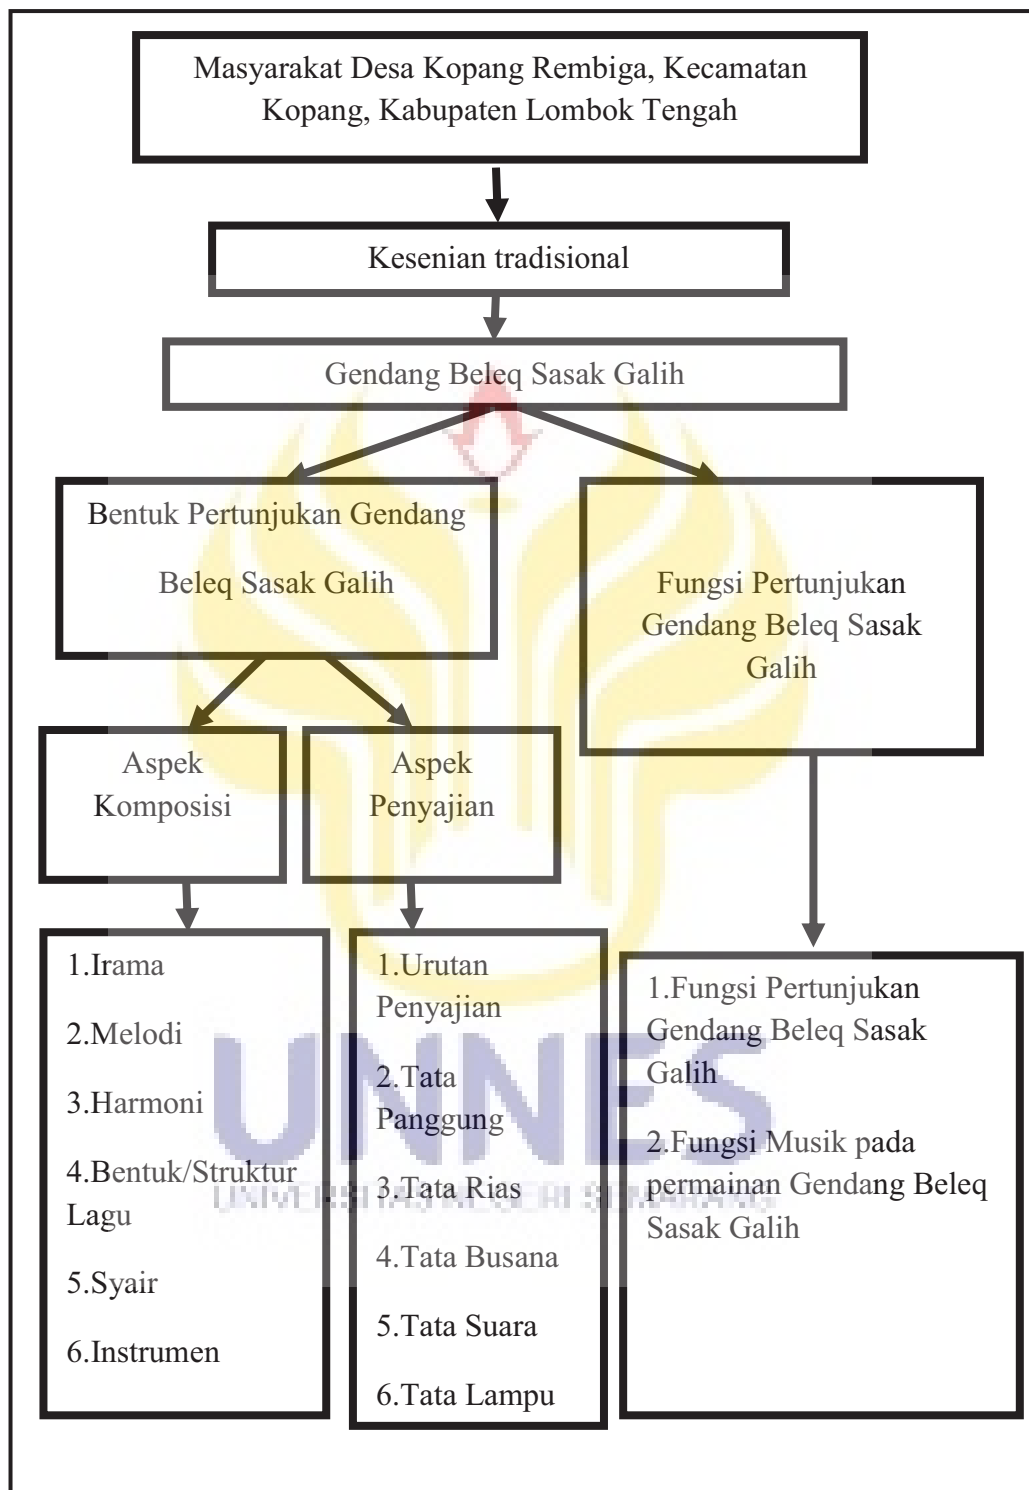 Masyarakat Desa Kopang Rembiga, Kecamatan
Kopang, Kabupaten Lombok Tengah
Kesenian tradisional
Gendang Beleq Sasak Galih
Bentuk Pertunjukan Gendang
Beleq Sasak Galih
Fungsi Pertunjukan
Gendang Beleq Sasak
Galih
Aspek
Komposisi
Aspek
Penyajian
1.Irama
2.Melodi
3.Harmoni
4.Bentuk/Struktur
Lagu
5.Syair
6.Instrumen
1.Urutan
Penyajian
2.Tata
Panggung
3.Tata Rias
4.Tata Busana
5.Tata Suara
6.Tata Lampu
1.Fungsi Pertunjukan
Gendang Beleq Sasak
Galih
2.Fungsi Musik pada
permainan Gendang Beleq
Sasak Galih
UNNES
UNIVERSITAS NEGERI SEMARANG